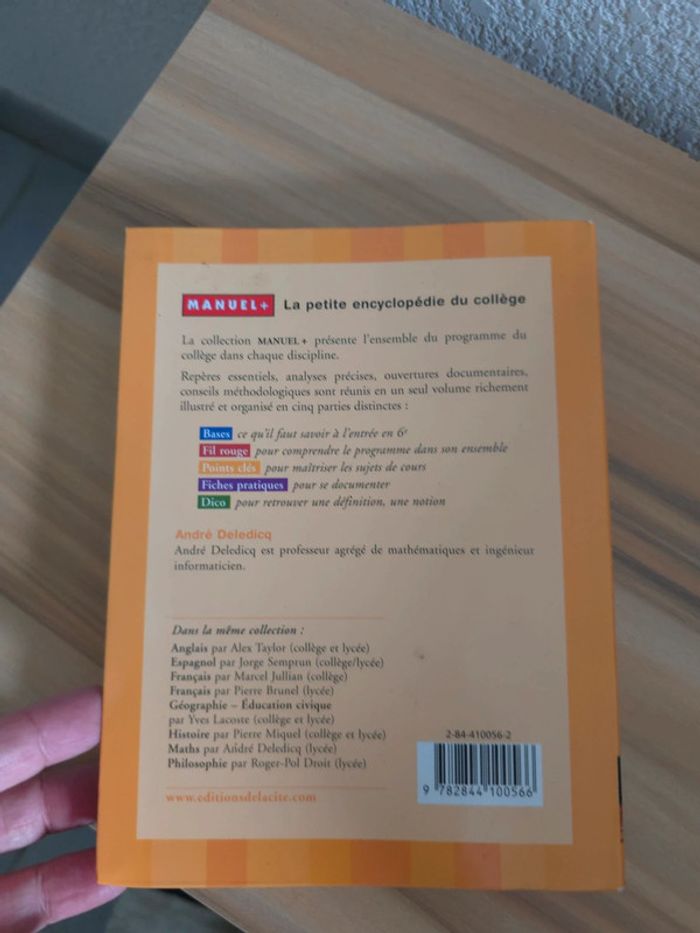 MANUEL+ La petite encyclopédie du collège
La collection MANUEL+ présente l'ensemble du programme du
collège dans chaque discipline.
Repères essentiels, analyses précises, ouvertures documentaires,
conseils méthodologiques sont réunis en un seul volume richement
illustré et organisé en cinq parties distinctes :
Bases ce qu'il faut savoir à l'entrée en 6e
Fil rouge pour comprendre le programme dans son ensemble
Points clés pour maîtriser les sujets de cours
Fiches pratiques pour se documenter
Dico pour retrouver une définition, une notion
André Deledicq
André Deledicq est professeur agrégé de mathématiques et ingénieur
informaticien.
Dans la même collection :
Anglais par Alex Taylor (collège et lycée)
Espagnol par Jorge Semprun (collège/lycée)
Français par Marcel Jullian (collège)
Français par Pierre Brunel (lycée)
Géographie – Éducation civique
par Yves Lacoste (collège et lycée)
Histoire par Pierre Miquel (collège et lycée)
Maths par André Deledicq (lycée)
Philosophie par Roger-Pol Droit (lycée)
www.editionsdelacite.com
2-84-410056-2
9 782844 100566